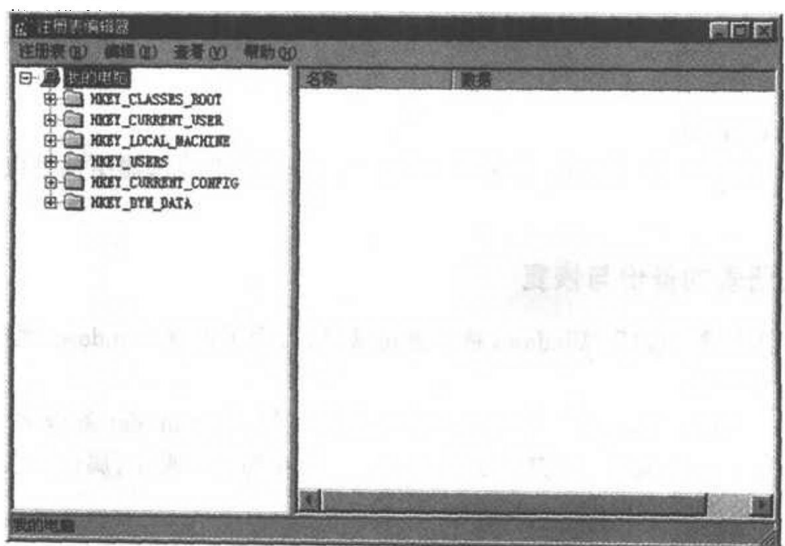 注册表编辑器
注册表(R) 编辑(E) 查看(V) 帮助(H)
我的电脑
名称 数据
HKEY_CLASSES_ROOT
HKEY_CURRENT_USER
HKEY_LOCAL_MACHINE
HKEY_USERS
HKEY_CURRENT_CONFIG
HKEY_DYN_DATA
我的电脑